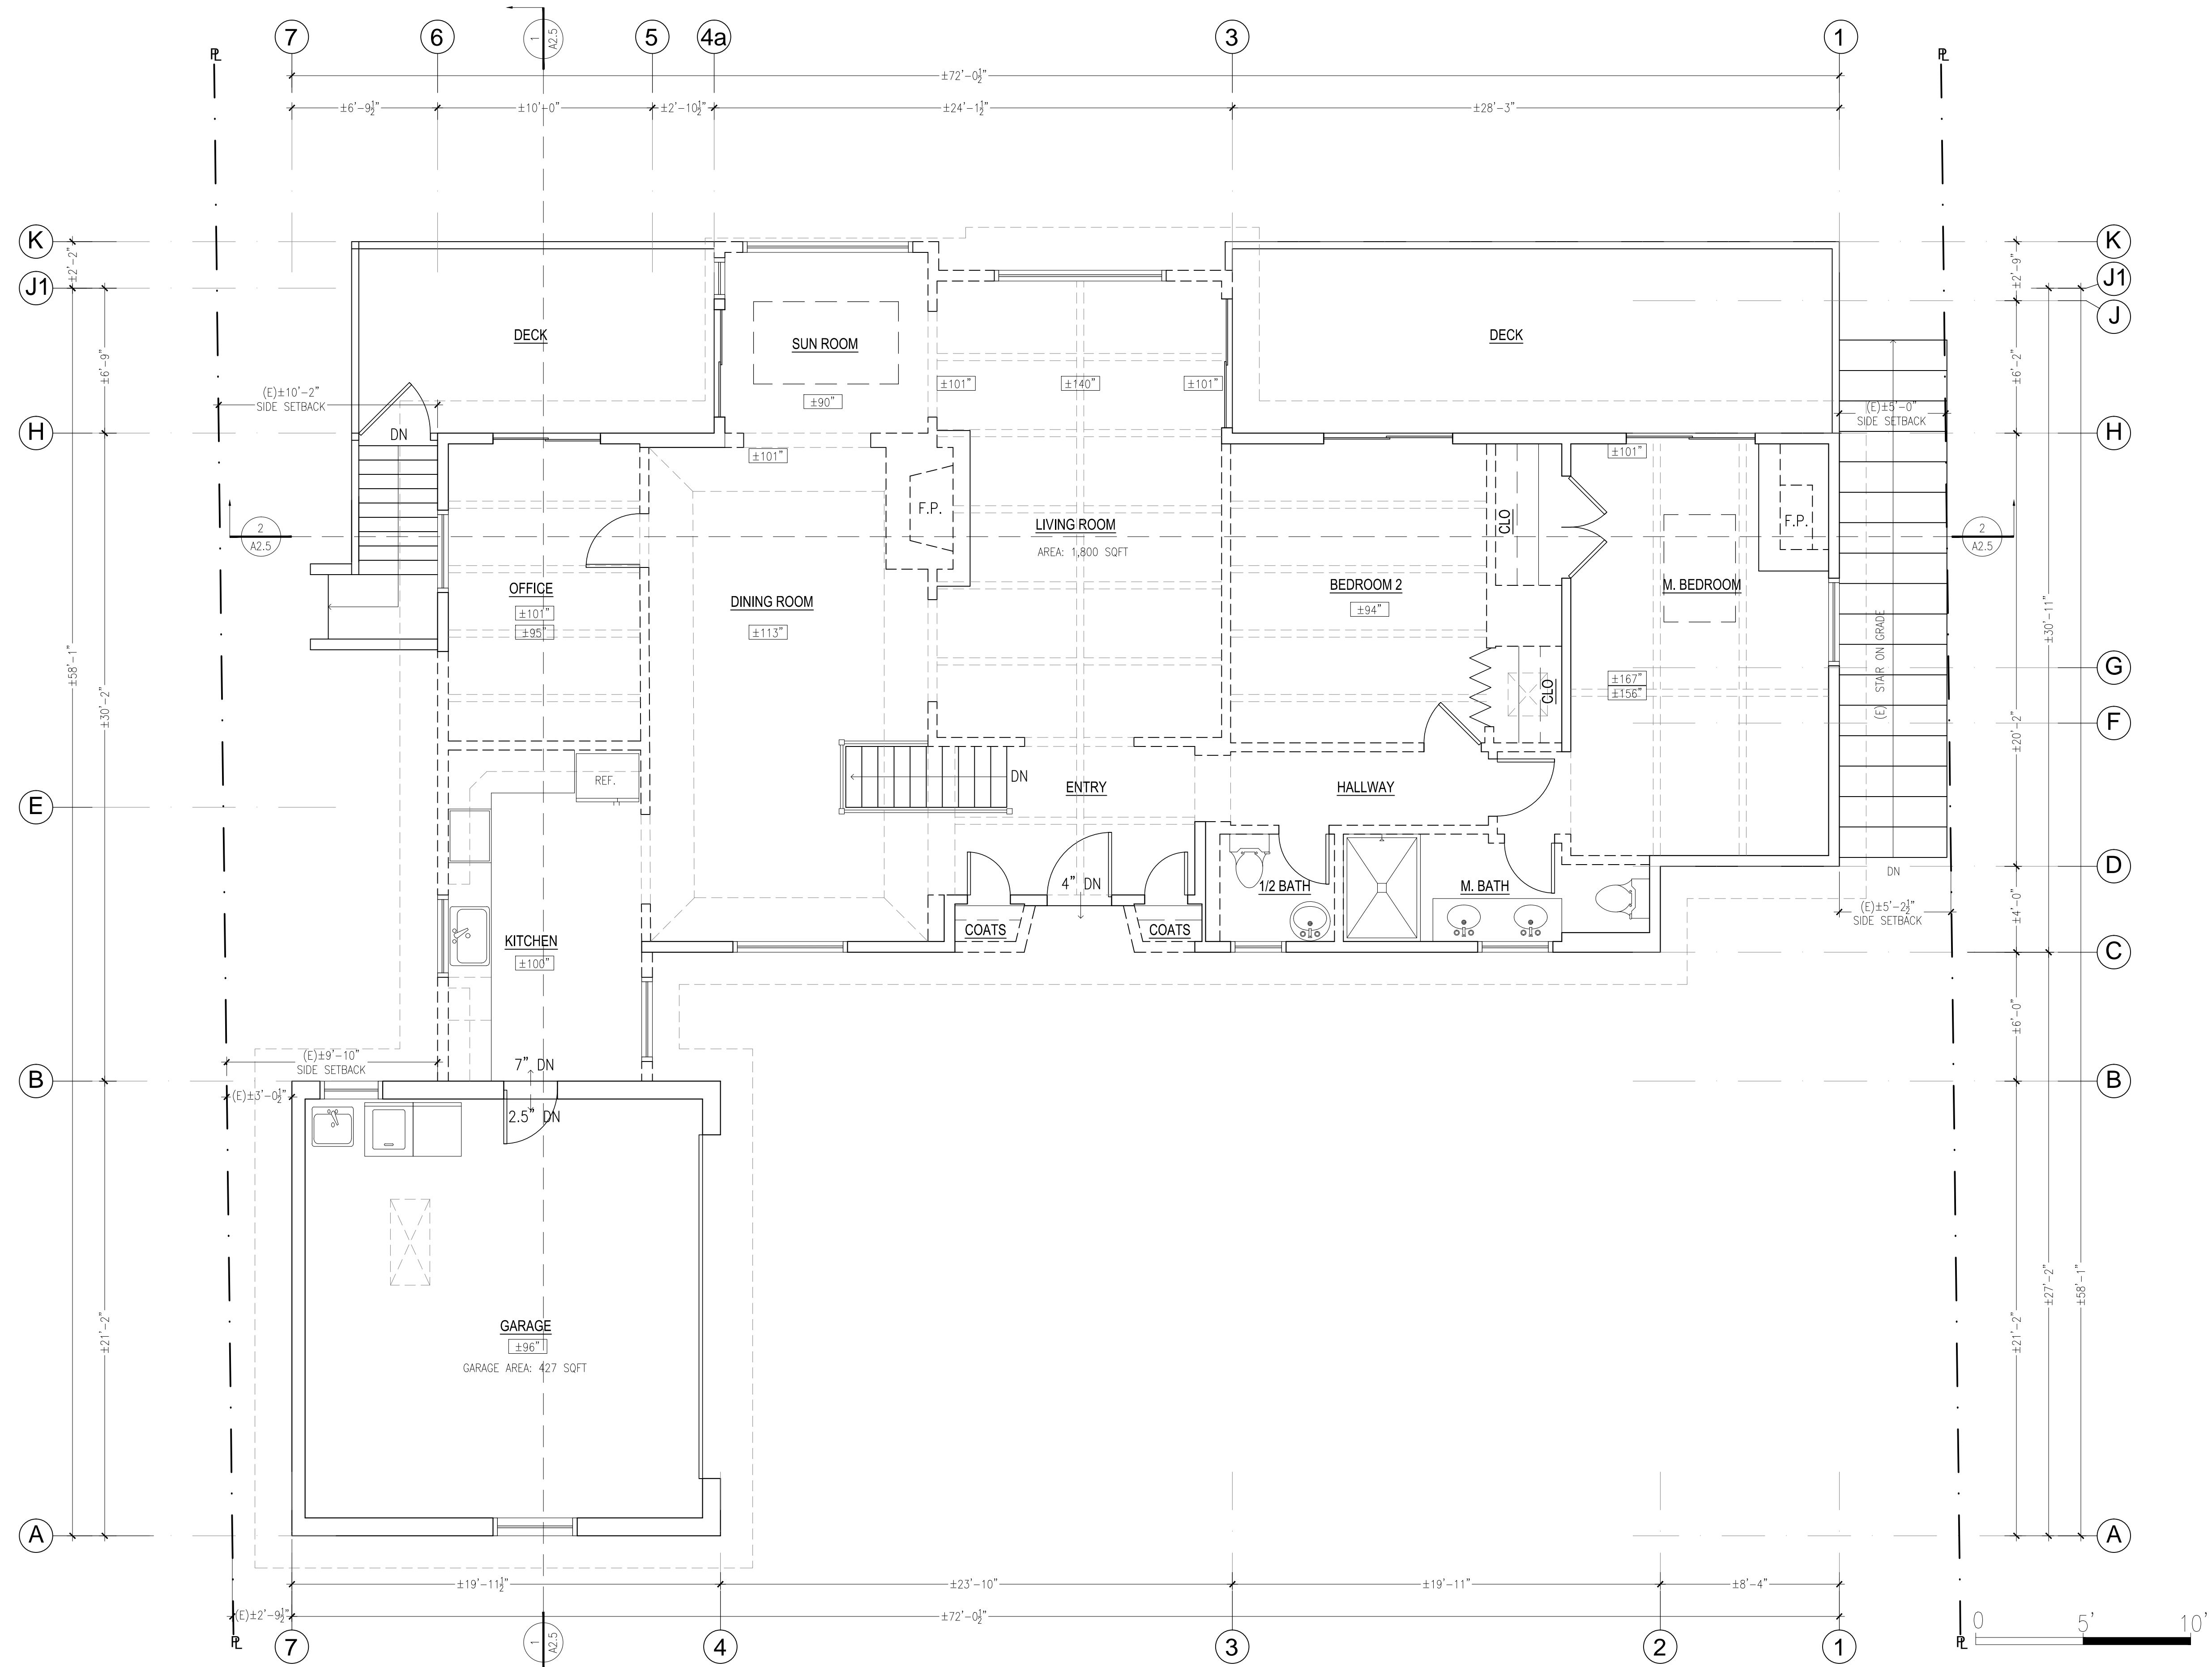 7
6
1
A2.5
5
4a
3
1
PL
PL
±72'-0½"
±6'-9½"
±10'-0"
±2'-10½"
±24'-1½"
±28'-3"
K
K
±2'-2"
±2'-9"
J1
J1
J
DECK
SUN ROOM
DECK
±90"
±101"
±140"
±101"
±6'-9"
±6'-2"
(E)±10'-2"
SIDE SETBACK
(E)±5'-0"
SIDE SETBACK
H
DN
H
±101"
±101"
2
A2.5
F.P.
LIVING ROOM
AREA: 1,800 SQFT
CLO
F.P.
2
A2.5
OFFICE
±101"
±95"
DINING ROOM
±113"
BEDROOM 2
±94"
M. BEDROOM
±58'-1"
±30'-2"
CLO
±167"
±156"
(E) STAIR ON GRADE
±30'-11"
±20'-2"
G
F
REF.
DN
ENTRY
HALLWAY
E
4" DN
1/2 BATH
M. BATH
DN
D
COATS
COATS
(E)±5'-2½"
SIDE SETBACK
±4'-0"
KITCHEN
±100"
C
±6'-0"
(E)±9'-10"
SIDE SETBACK
7" DN
B
B
(E)±3'-0½"
2.5" DN
±21'-2"
±21'-2"
±27'-2"
±58'-1"
GARAGE
±96"
GARAGE AREA: 427 SQFT
A
A
±19'-11½"
±23'-10"
±19'-11"
±8'-4"
(E)±2'-9½"
±72'-0½"
PL
7
1
A2.5
4
3
2
1
PL
0
5'
10'